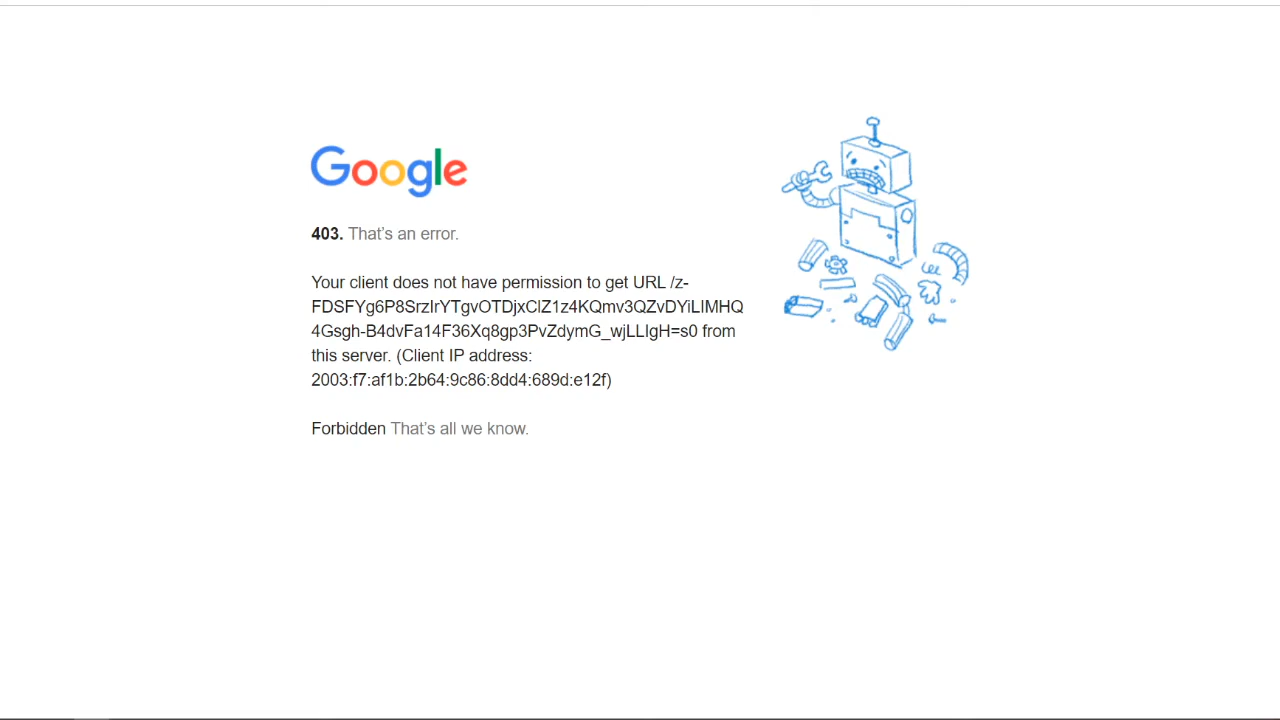 Google
403. That’s an error.
Your client does not have permission to get URL /z-
FDSFYg6P8SrzIrYTgvOTDjxClZ1z4KQmv3QZvDYiLIMHQ
4Gsgh-B4dvFa14F36Xq8gp3PvZdymG_wjLLIgH=s0 from
this server. (Client IP address:
2003:f7:af1b:2b64:9c86:8dd4:689d:e12f)
Forbidden That’s all we know.